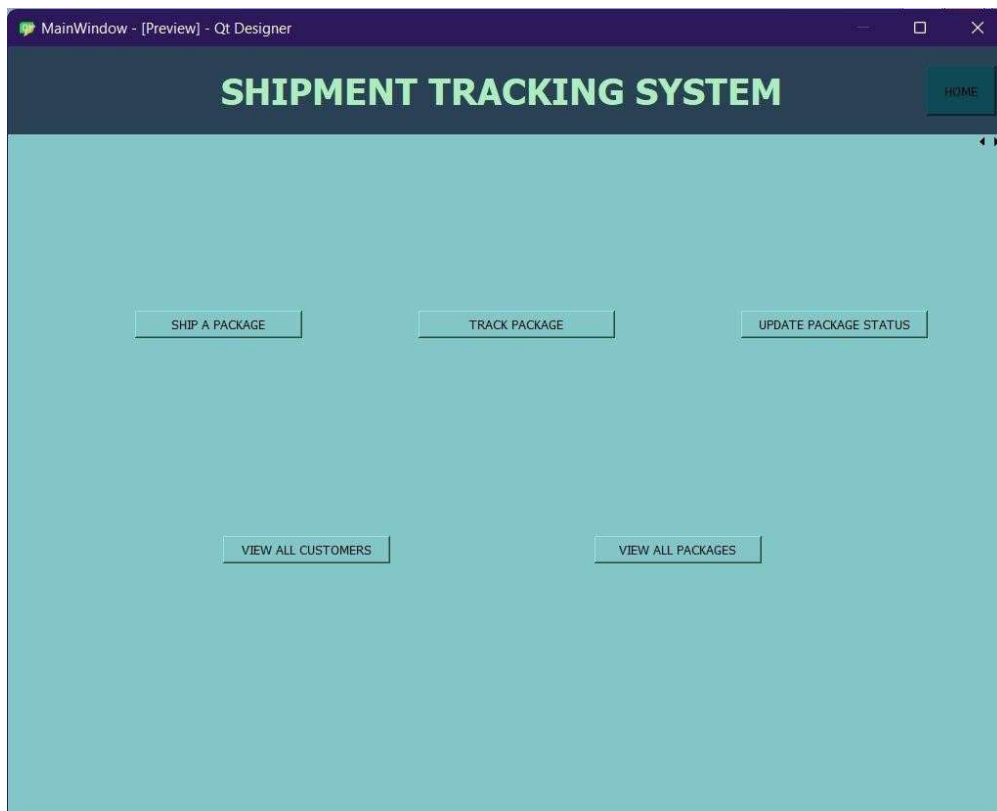 MainWindow - [Preview] - Qt Designer
SHIPMENT TRACKING SYSTEM
HOME
SHIP A PACKAGE
TRACK PACKAGE
UPDATE PACKAGE STATUS
VIEW ALL CUSTOMERS
VIEW ALL PACKAGES